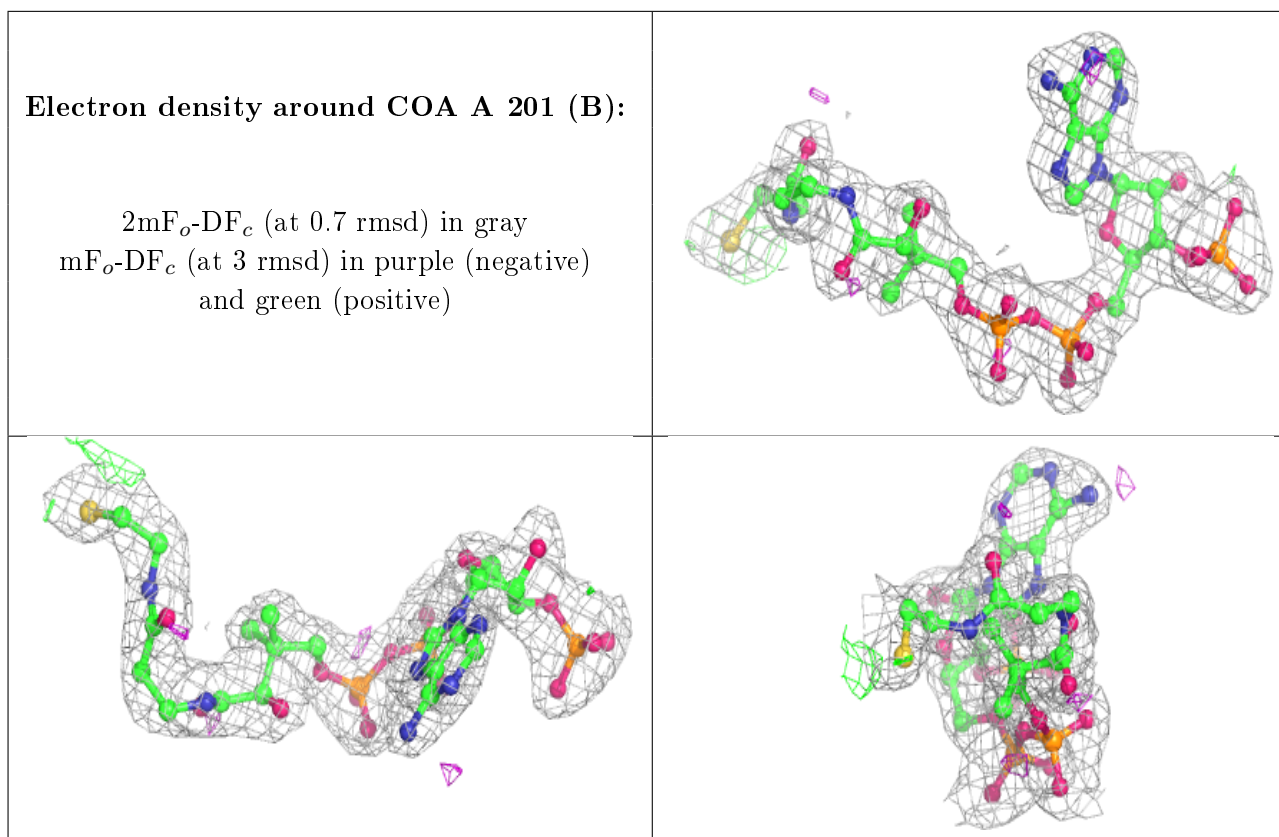 Electron density around COA A 201 (B):
2mFo-DFc (at 0.7 rmsd) in gray
mFo-DFc (at 3 rmsd) in purple (negative)
and green (positive)